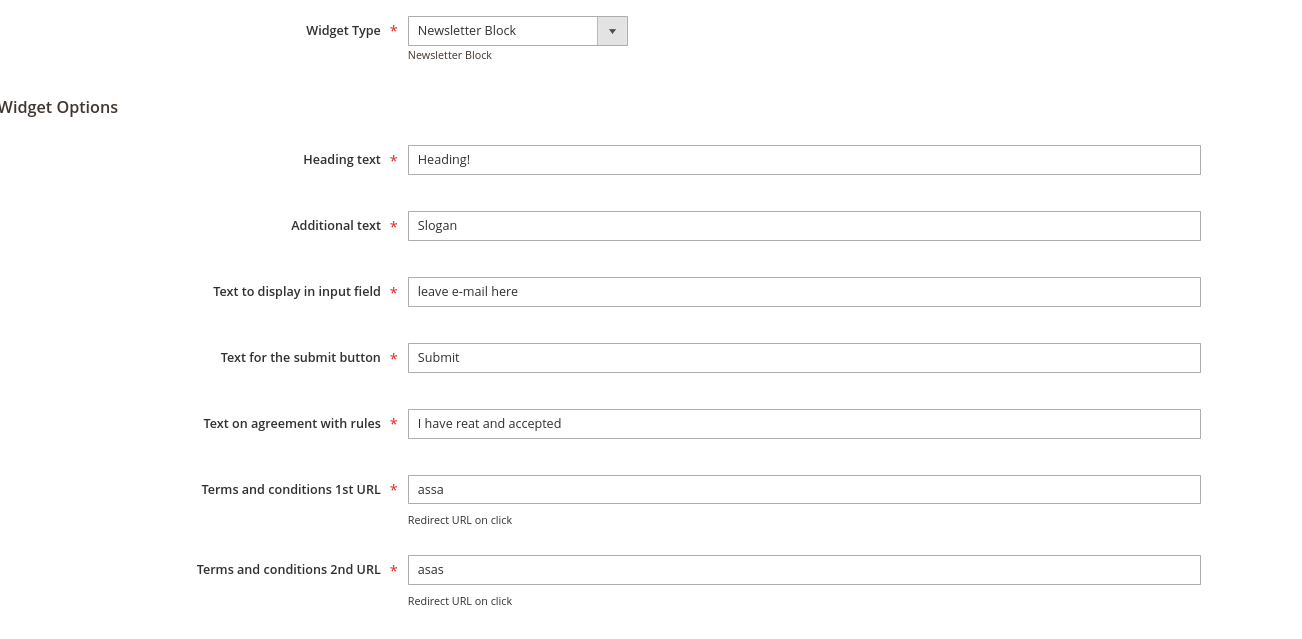 Widget Type * Newsletter Block
Newsletter Block
Widget Options
Heading text * Heading!
Additional text * Slogan
Text to display in input field * leave e-mail here
Text for the submit button * Submit
Text on agreement with rules * I have reat and accepted
Terms and conditions 1st URL * assa
Redirect URL on click
Terms and conditions 2nd URL * asas
Redirect URL on click